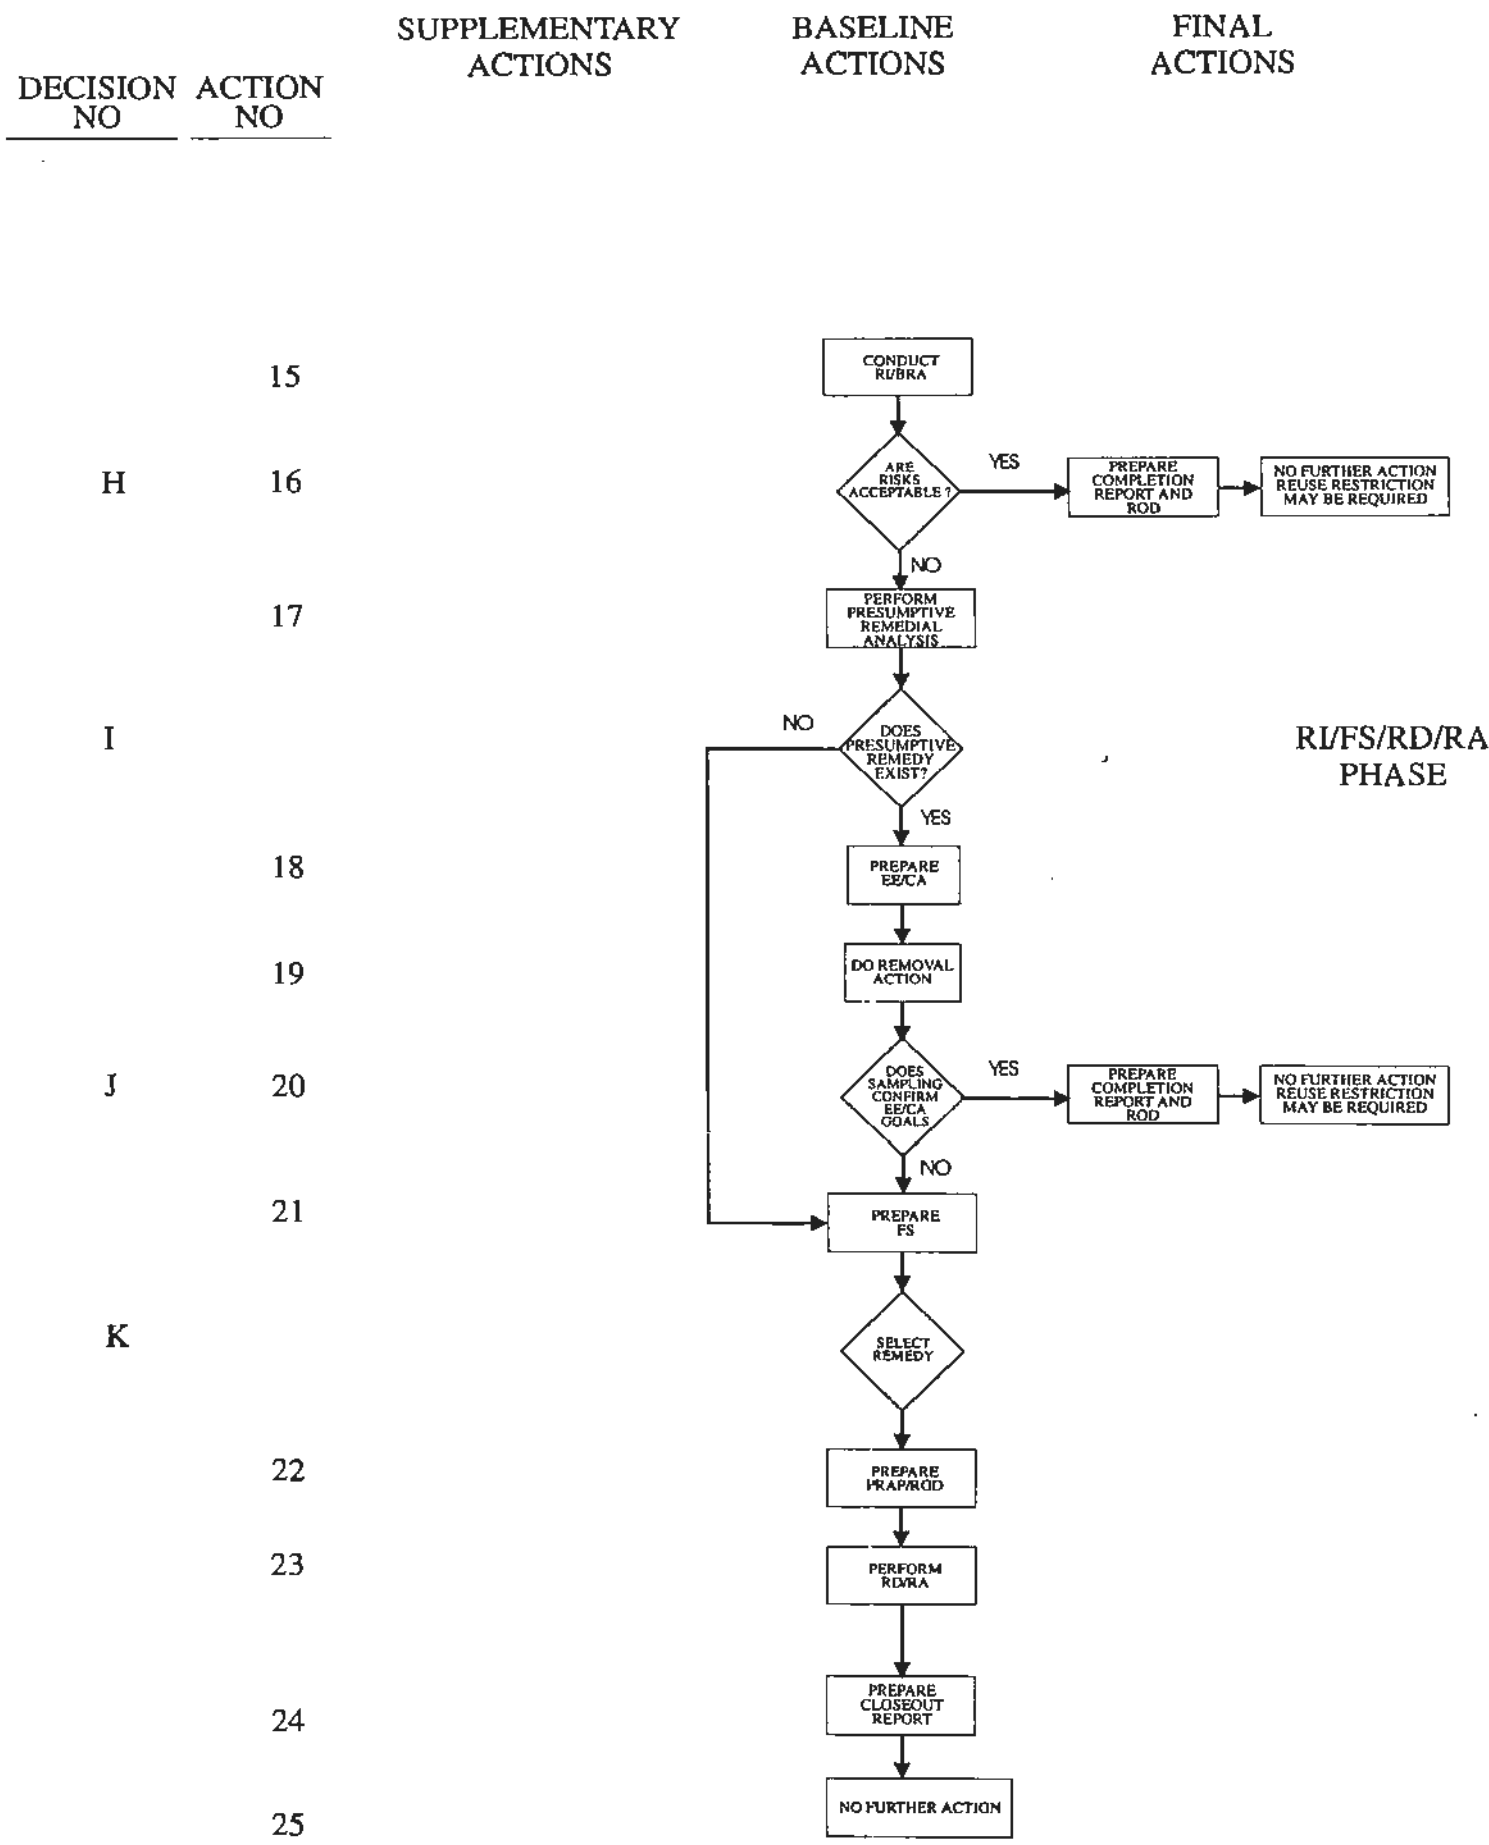 SUPPLEMENTARY
ACTIONS
BASELINE
ACTIONS
FINAL
ACTIONS
DECISION
NO
ACTION
NO
15
CONDUCT
RI/BRA
H
16
ARE
RISKS
ACCEPTABLE ?
YES
PREPARE
COMPLETION
REPORT AND
ROD
NO FURTHER ACTION
REUSE RESTRICTION
MAY BE REQUIRED
NO
17
PERFORM
PRESUMPTIVE
REMEDIAL
ANALYSIS
I
NO
DOES
PRESUMPTIVE
REMEDY
EXIST?
RI/FS/RD/RA
PHASE
YES
18
PREPARE
EE/CA
19
DO REMOVAL
ACTION
J
20
DOES
SAMPLING
CONFIRM
EE/CA
GOALS
YES
PREPARE
COMPLETION
REPORT AND
ROD
NO FURTHER ACTION
REUSE RESTRICTION
MAY BE REQUIRED
NO
21
PREPARE
FS
K
SELECT
REMEDY
22
PREPARE
PRAP/ROD
23
PERFORM
RD/RA
24
PREPARE
CLOSEOUT
REPORT
25
NO FURTHER ACTION